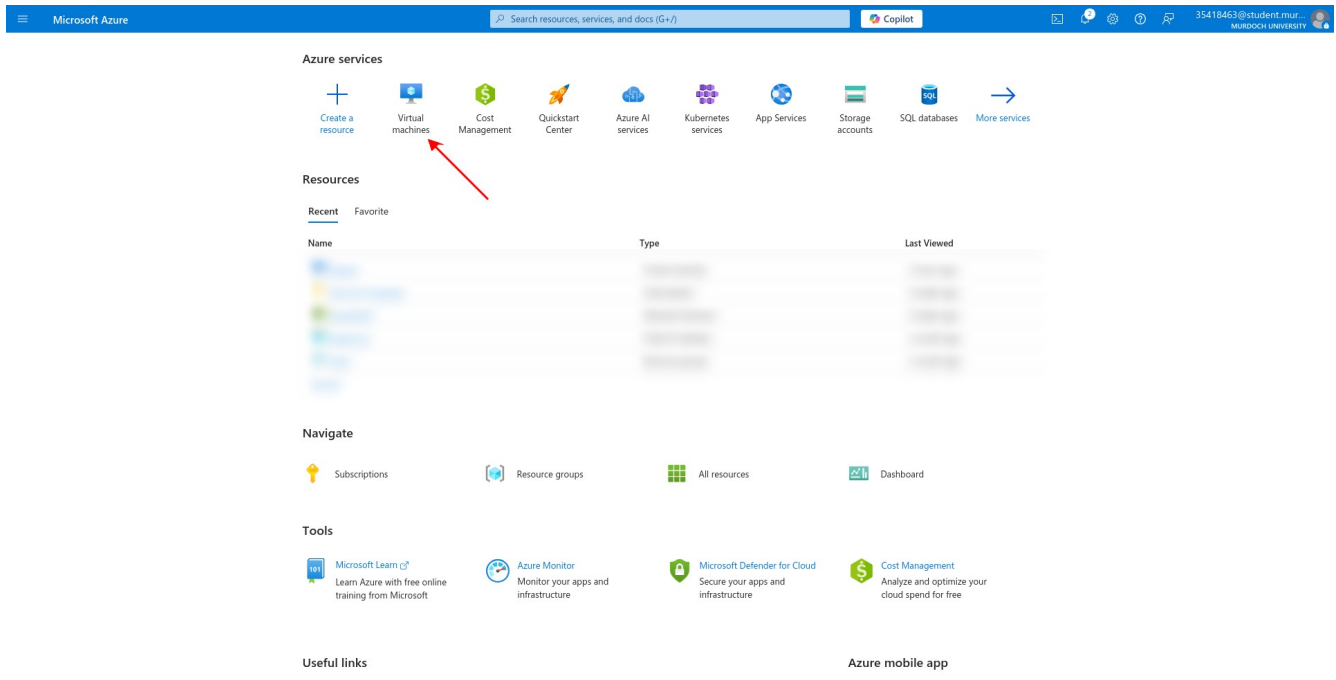 Microsoft Azure
Search resources, services, and docs (G+/)
Copilot
2
35418463@student.mur...
MURDOCH UNIVERSITY
Azure services
Create a resource
Virtual machines
Cost Management
Quickstart Center
Azure AI services
Kubernetes services
App Services
Storage accounts
SQL
SQL databases
More services
Resources
Recent Favorite
Name Type Last Viewed
Navigate
Subscriptions
Resource groups
All resources
Dashboard
Tools
101
Microsoft Learn
Learn Azure with free online
training from Microsoft
Azure Monitor
Monitor your apps and
infrastructure
Microsoft Defender for Cloud
Secure your apps and
infrastructure
Cost Management
Analyze and optimize your
cloud spend for free
Useful links
Azure mobile app